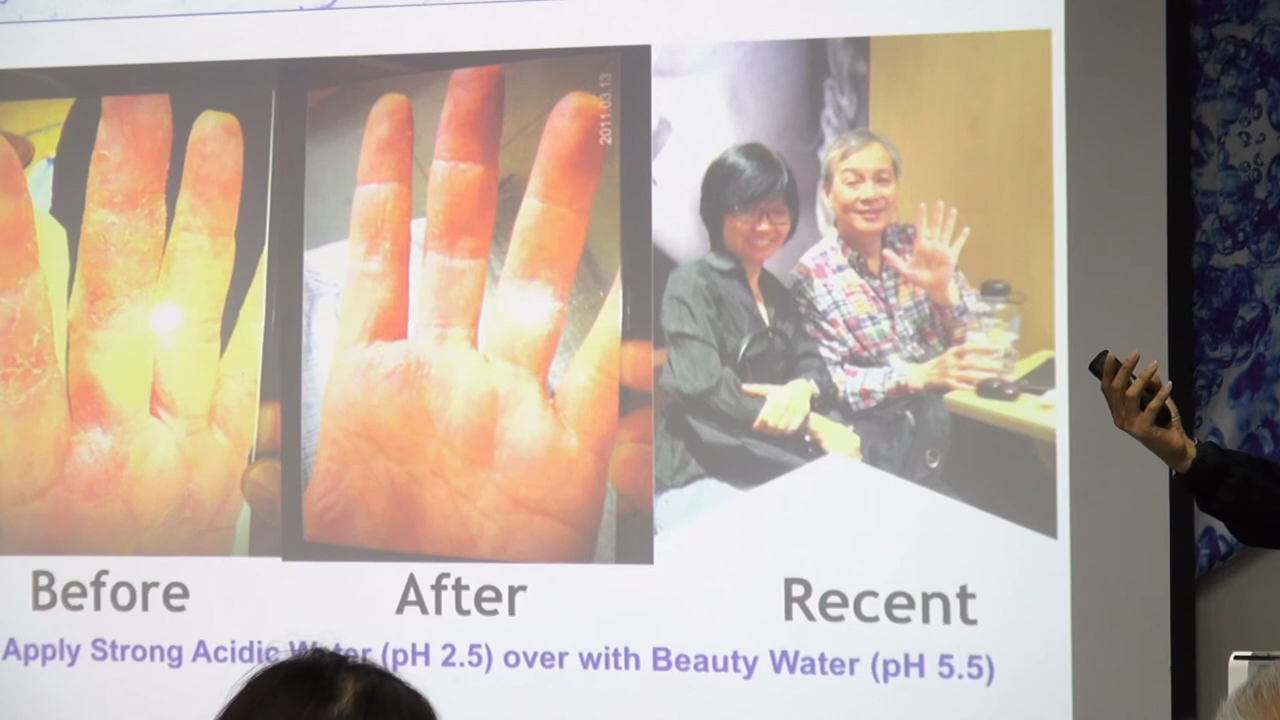 2011.03.13
Before
After
Recent
Apply Strong Acidic Water (pH 2.5) over with Beauty Water (pH 5.5)